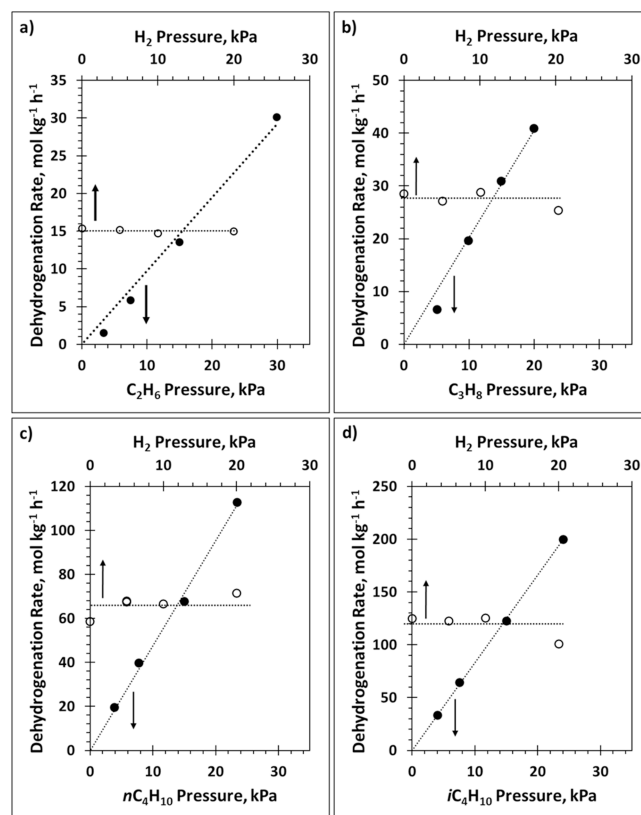 a)
H₂ Pressure, kPa
0 10 20 30
Dehydrogenation Rate, mol kg⁻¹ h⁻¹
35
30
25
20
15
10
5
0
0 10 20 30
C₂H₆ Pressure, kPa
b)
H₂ Pressure, kPa
0 10 20 30
Dehydrogenation Rate, mol kg⁻¹ h⁻¹
50
40
30
20
10
0
0 10 20 30
C₃H₈ Pressure, kPa
c)
H₂ Pressure, kPa
0 10 20 30
Dehydrogenation Rate, mol kg⁻¹ h⁻¹
120
100
80
60
40
20
0
0 10 20 30
nC₄H₁₀ Pressure, kPa
d)
H₂ Pressure, kPa
0 10 20 30
Dehydrogenation Rate, mol kg⁻¹ h⁻¹
250
200
150
100
50
0
0 10 20 30
iC₄H₁₀ Pressure, kPa